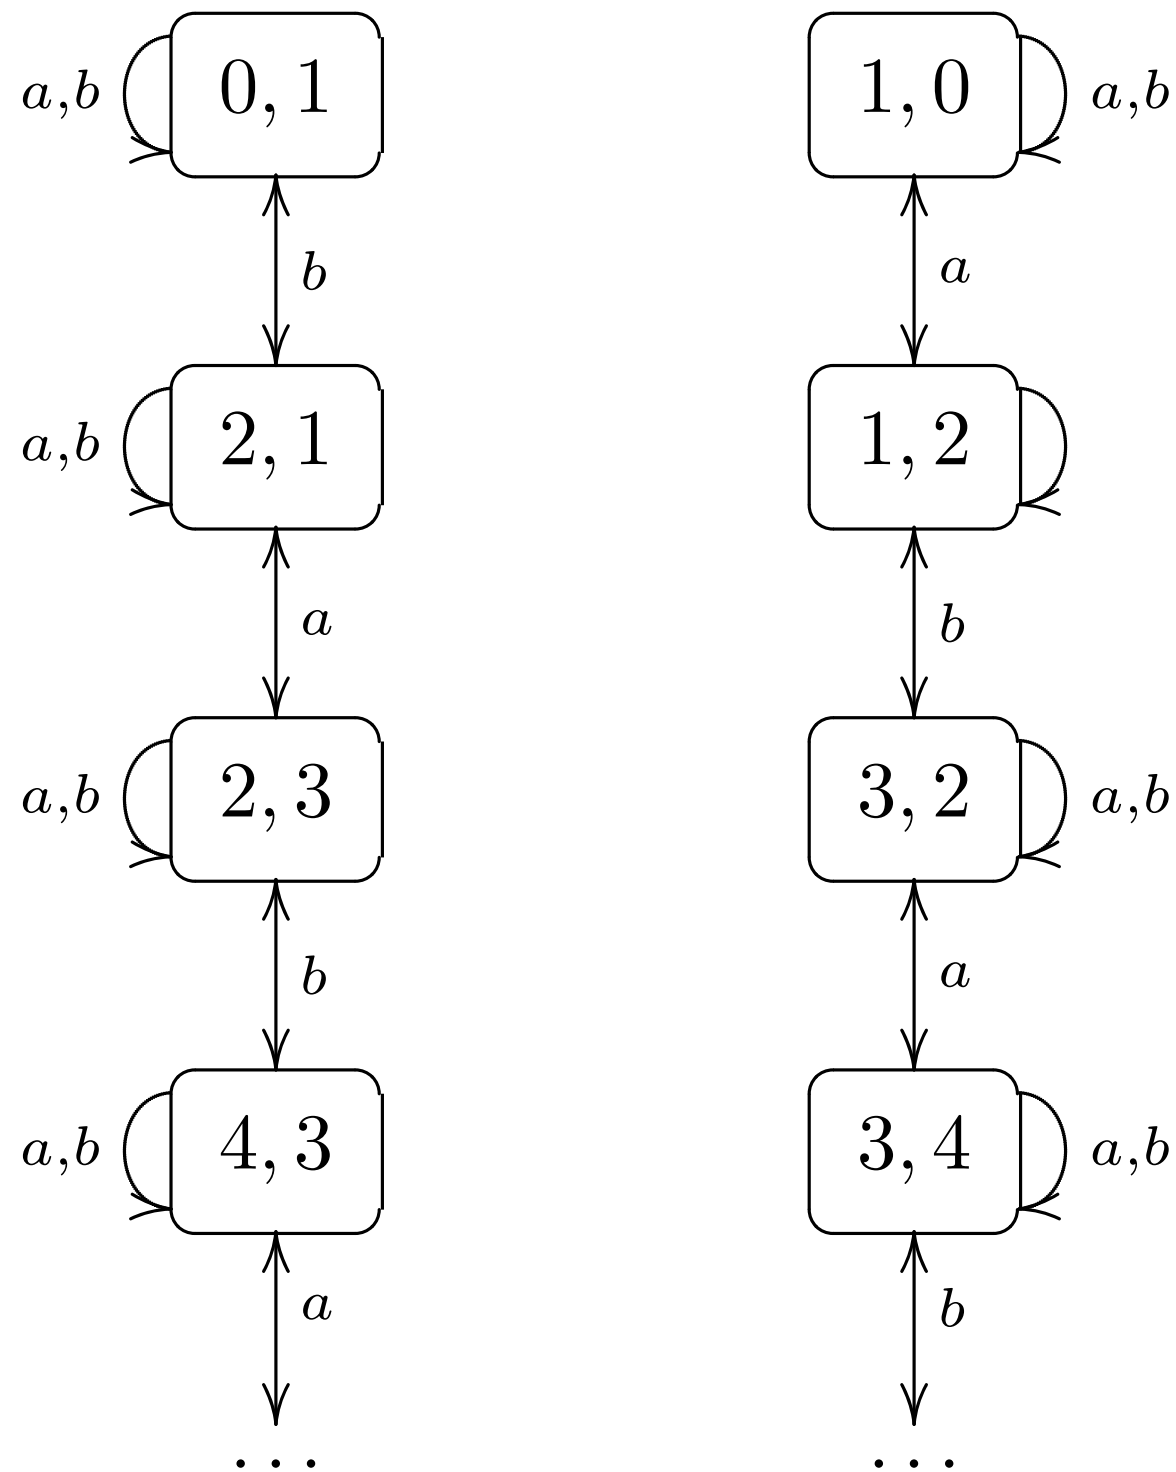 a,b 0, 1 1, 0 a,b
b a
a,b 2, 1 1, 2
a b
a,b 2, 3 3, 2 a,b
b a
a,b 4, 3 3, 4 a,b
a b
... ...